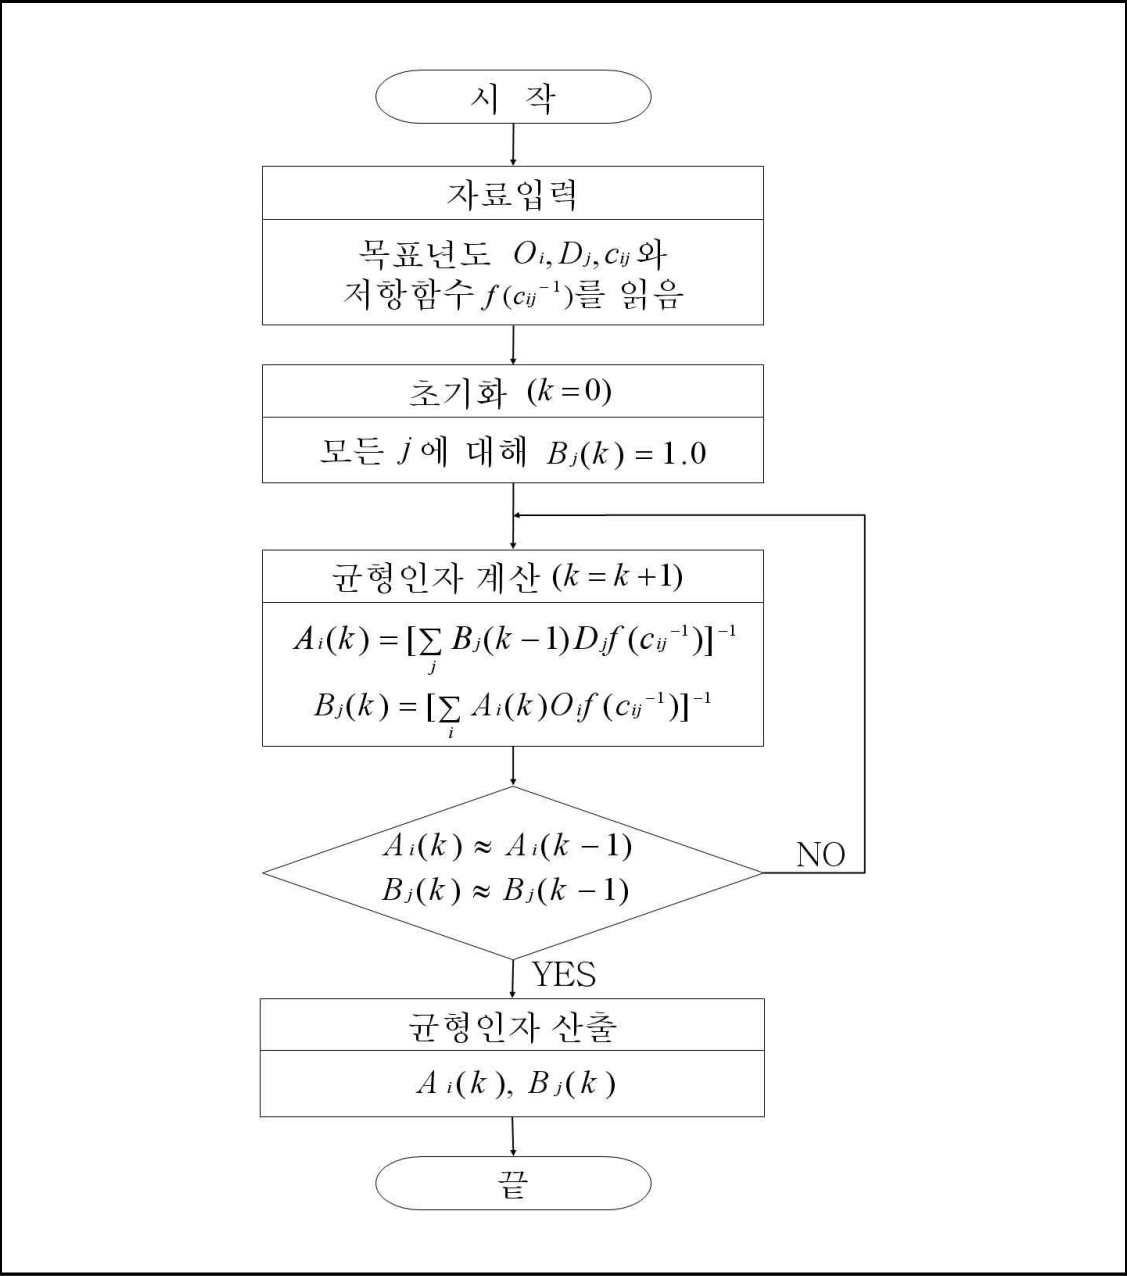 시 작
자료입력
목표년도 Oᵢ, Dⱼ, cᵢⱼ 와
저항함수 f(cᵢⱼ⁻¹)를 읽음
초기화 (k=0)
모든 j에 대해 Bⱼ(k) = 1.0
균형인자 계산 (k = k+1)
Aᵢ(k) = [∑ⱼ Bⱼ(k−1)Dⱼf(cᵢⱼ⁻¹)]⁻¹
Bⱼ(k) = [∑ᵢ Aᵢ(k)Oᵢf(cᵢⱼ⁻¹)]⁻¹
Aᵢ(k) ≈ Aᵢ(k−1)
Bⱼ(k) ≈ Bⱼ(k−1)
NO
YES
균형인자 산출
Aᵢ(k), Bⱼ(k)
끝